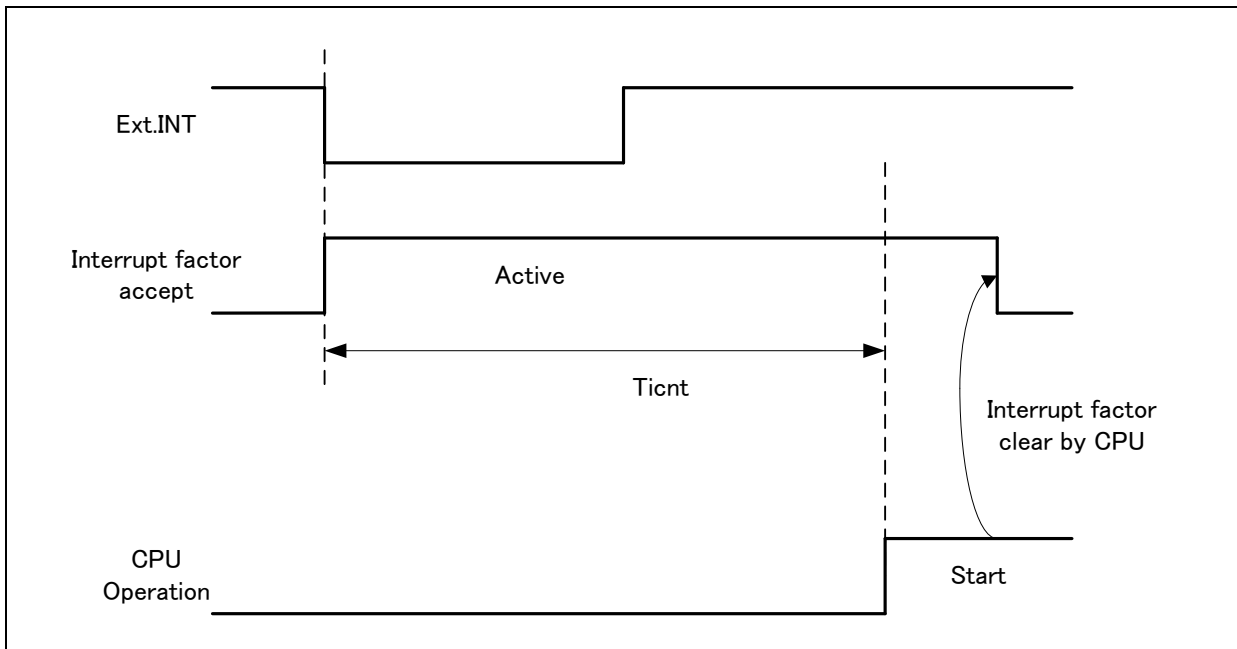 Ext.INT
Interrupt factor
accept
Active
Ticnt
Interrupt factor
clear by CPU
CPU
Operation
Start